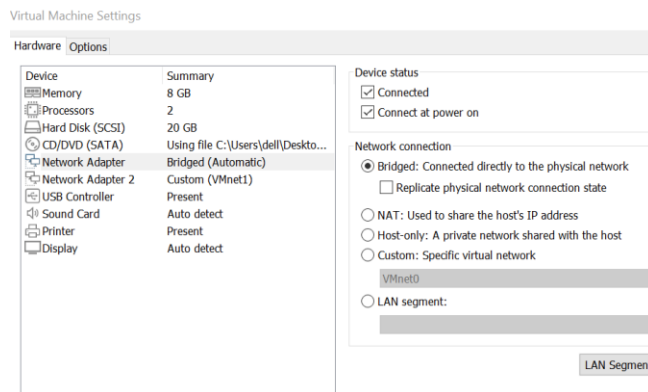 Virtual Machine Settings
Hardware Options
Device Summary
Memory 8 GB
Processors 2
Hard Disk (SCSI) 20 GB
CD/DVD (SATA) Using file C:\Users\dell\Deskto...
Network Adapter Bridged (Automatic)
Network Adapter 2 Custom (VMnet1)
USB Controller Present
Sound Card Auto detect
Printer Present
Display Auto detect
Device status
Connected
Connect at power on
Network connection
Bridged: Connected directly to the physical network
Replicate physical network connection state
NAT: Used to share the host's IP address
Host-only: A private network shared with the host
Custom: Specific virtual network
VMnet0
LAN segment:
LAN Segmen